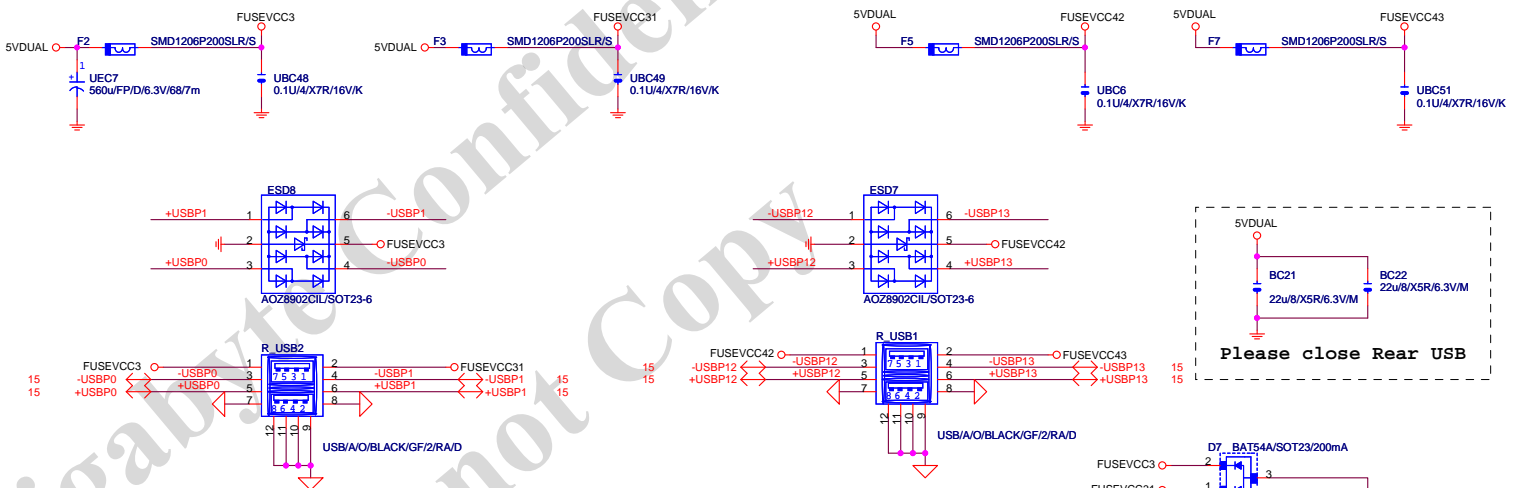 FUSEVCC3
FUSEVCC31
5VDUAL
FUSEVCC42
5VDUAL
FUSEVCC43
5VDUAL
F2
SMD1206P200SLR/S
5VDUAL
F3
SMD1206P200SLR/S
F5
SMD1206P200SLR/S
F7
SMD1206P200SLR/S
1
+
UEC7
560u/FP/D/6.3V/68/7m
UBC48
0.1U/4/X7R/16V/K
UBC49
0.1U/4/X7R/16V/K
UBC6
0.1U/4/X7R/16V/K
UBC51
0.1U/4/X7R/16V/K
ESD8
+USBP1
1
6
-USBP1
2
5
FUSEVCC3
+USBP0
3
4
-USBP0
AOZ8902CIL/SOT23-6
ESD7
-USBP12
1
6
-USBP13
2
5
FUSEVCC42
+USBP12
3
4
+USBP13
AOZ8902CIL/SOT23-6
5VDUAL
BC21
22u/8/X5R/6.3V/M
BC22
22u/8/X5R/6.3V/M
Please close Rear USB
R_USB2
FUSEVCC3
1
2
FUSEVCC31
15
-USBP0
-USBP0
3
7 5 3 1
4
-USBP1
-USBP1
15
15
+USBP0
+USBP0
5
6
+USBP1
+USBP1
15
7
8 6 4 2
8
12
11
10
9
USB/A/O/BLACK/GF/2/RA/D
R_USB1
FUSEVCC42
1
2
FUSEVCC43
15
-USBP12
-USBP12
3
7 5 3 1
4
-USBP13
-USBP13
15
15
+USBP12
+USBP12
5
6
+USBP13
+USBP13
15
7
8 6 4 2
8
12
11
10
9
USB/A/O/BLACK/GF/2/RA/D
D7
BAT54A/SOT23/200mA
FUSEVCC3
2
3
FUSEVCC31
1
igabyte Confiden
not Copy